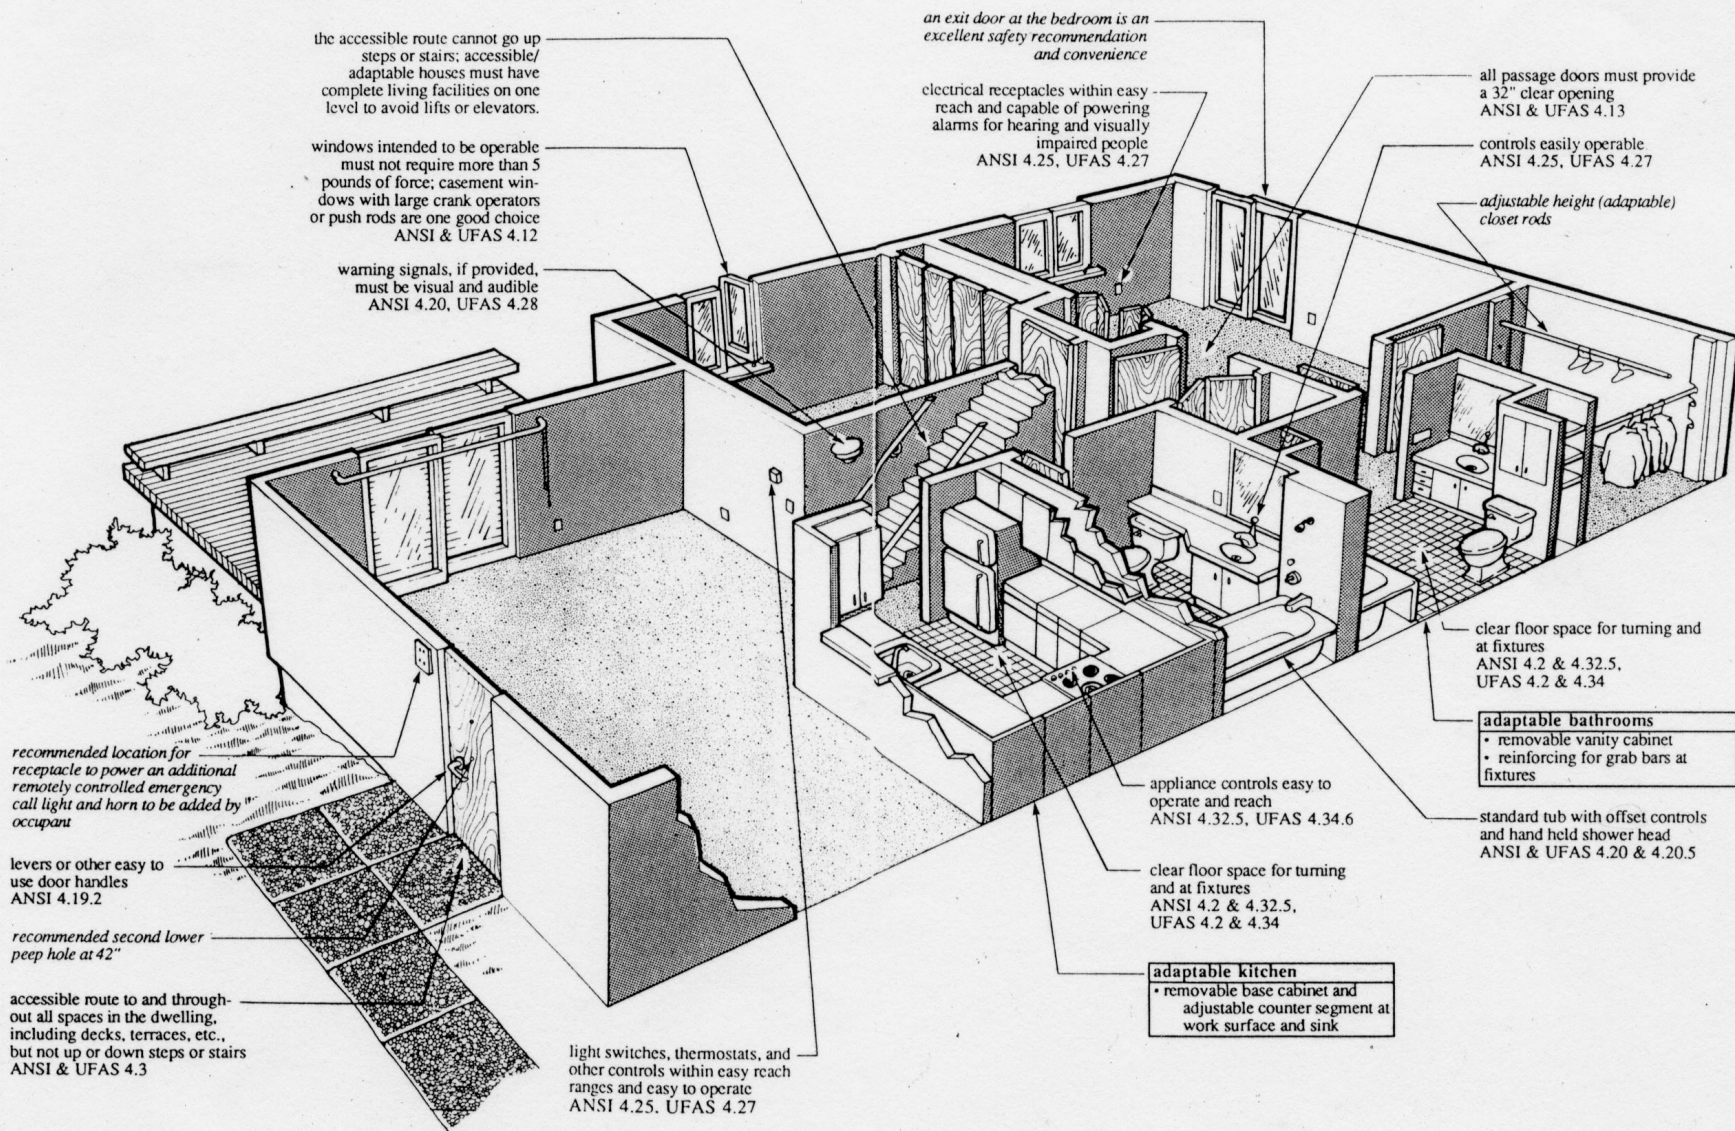 the accessible route cannot go up
steps or stairs; accessible/
adaptable houses must have
complete living facilities on one
level to avoid lifts or elevators.
windows intended to be operable
must not require more than 5
pounds of force; casement win-
dows with large crank operators
or push rods are one good choice
ANSI & UFAS 4.12
warning signals, if provided,
must be visual and audible
ANSI 4.20, UFAS 4.28
an exit door at the bedroom is an
excellent safety recommendation
and convenience
electrical receptacles within easy
reach and capable of powering
alarms for hearing and visually
impaired people
ANSI 4.25, UFAS 4.27
all passage doors must provide
a 32" clear opening
ANSI & UFAS 4.13
controls easily operable
ANSI 4.25, UFAS 4.27
adjustable height (adaptable)
closet rods
recommended location for
receptacle to power an additional
remotely controlled emergency
call light and horn to be added by
occupant
levers or other easy to
use door handles
ANSI 4.19.2
recommended second lower
peep hole at 42"
accessible route to and through-
out all spaces in the dwelling,
including decks, terraces, etc.,
but not up or down steps or stairs
ANSI & UFAS 4.3
light switches, thermostats, and
other controls within easy reach
ranges and easy to operate
ANSI 4.25. UFAS 4.27
appliance controls easy to
operate and reach
ANSI 4.32.5, UFAS 4.34.6
clear floor space for turning
and at fixtures
ANSI 4.2 & 4.32.5,
UFAS 4.2 & 4.34
adaptable kitchen
• removable base cabinet and
adjustable counter segment at
work surface and sink
clear floor space for turning and
at fixtures
ANSI 4.2 & 4.32.5,
UFAS 4.2 & 4.34
adaptable bathrooms
• removable vanity cabinet
• reinforcing for grab bars at
fixtures
standard tub with offset controls
and hand held shower head
ANSI & UFAS 4.20 & 4.20.5